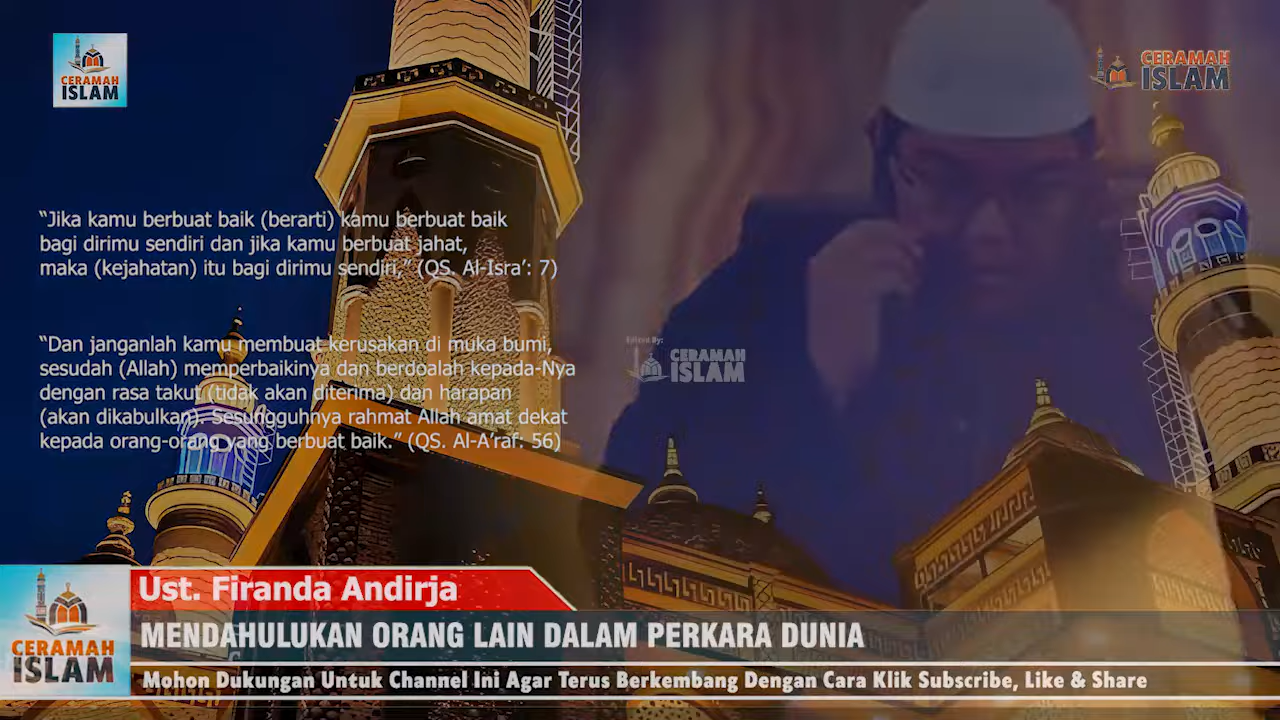 CERAMAH
ISLAM
CERAMAH
ISLAM
“Jika kamu berbuat baik (berarti) kamu berbuat baik
bagi dirimu sendiri dan jika kamu berbuat jahat,
maka (kejahatan) itu bagi dirimu sendiri,” (QS. Al-Isra’: 7)
“Dan janganlah kamu membuat kerusakan di muka bumi,
sesudah (Allah) memperbaikinya dan berdoalah kepada-Nya
dengan rasa takut (tidak akan diterima) dan harapan
(akan dikabulkan). Sesungguhnya rahmat Allah amat dekat
kepada orang-orang yang berbuat baik.” (QS. Al-A’raf: 56)
Edited By:
CERAMAH
ISLAM
Ust. Firanda Andirja
MENDAHULUKAN ORANG LAIN DALAM PERKARA DUNIA
CERAMAH
ISLAM
Mohon Dukungan Untuk Channel Ini Agar Terus Berkembang Dengan Cara Klik Subscribe, Like & Share